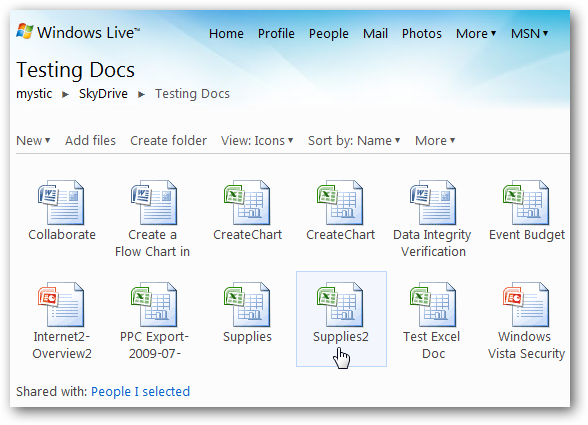 Windows Live™ Home Profile People Mail Photos More ▾ MSN ▾
Testing Docs
mystic ▸ SkyDrive ▸ Testing Docs
New ▾ Add files Create folder View: Icons ▾ Sort by: Name ▾ More ▾
Collaborate Create a CreateChart CreateChart Data Integrity Event Budget
Flow Chart in Verification
Internet2- PPC Export- Supplies Supplies2 Test Excel Windows
Overview2 2009-07- Doc Vista Security
Shared with: People I selected